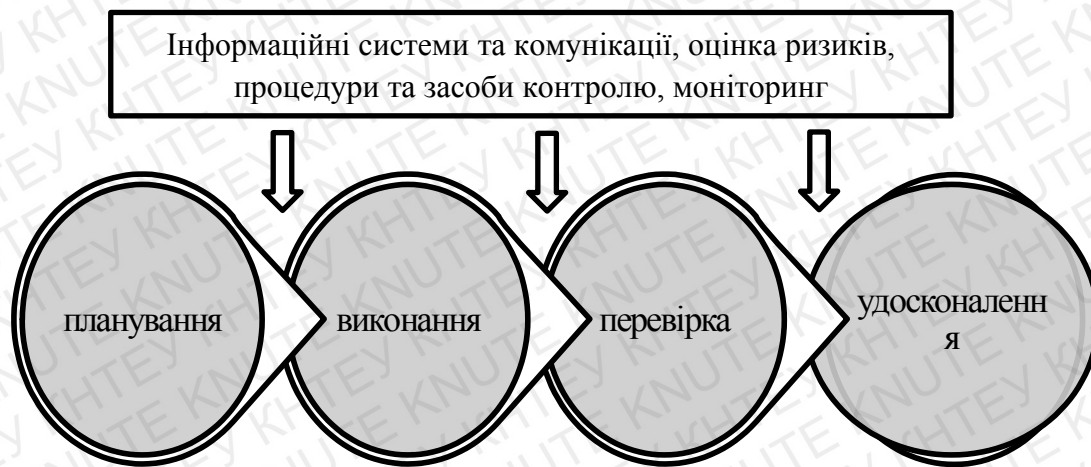 Інформаційні системи та комунікації, оцінка ризиків,
процедури та засоби контролю, моніторинг
планування
виконання
перевірка
удосконаленн
я